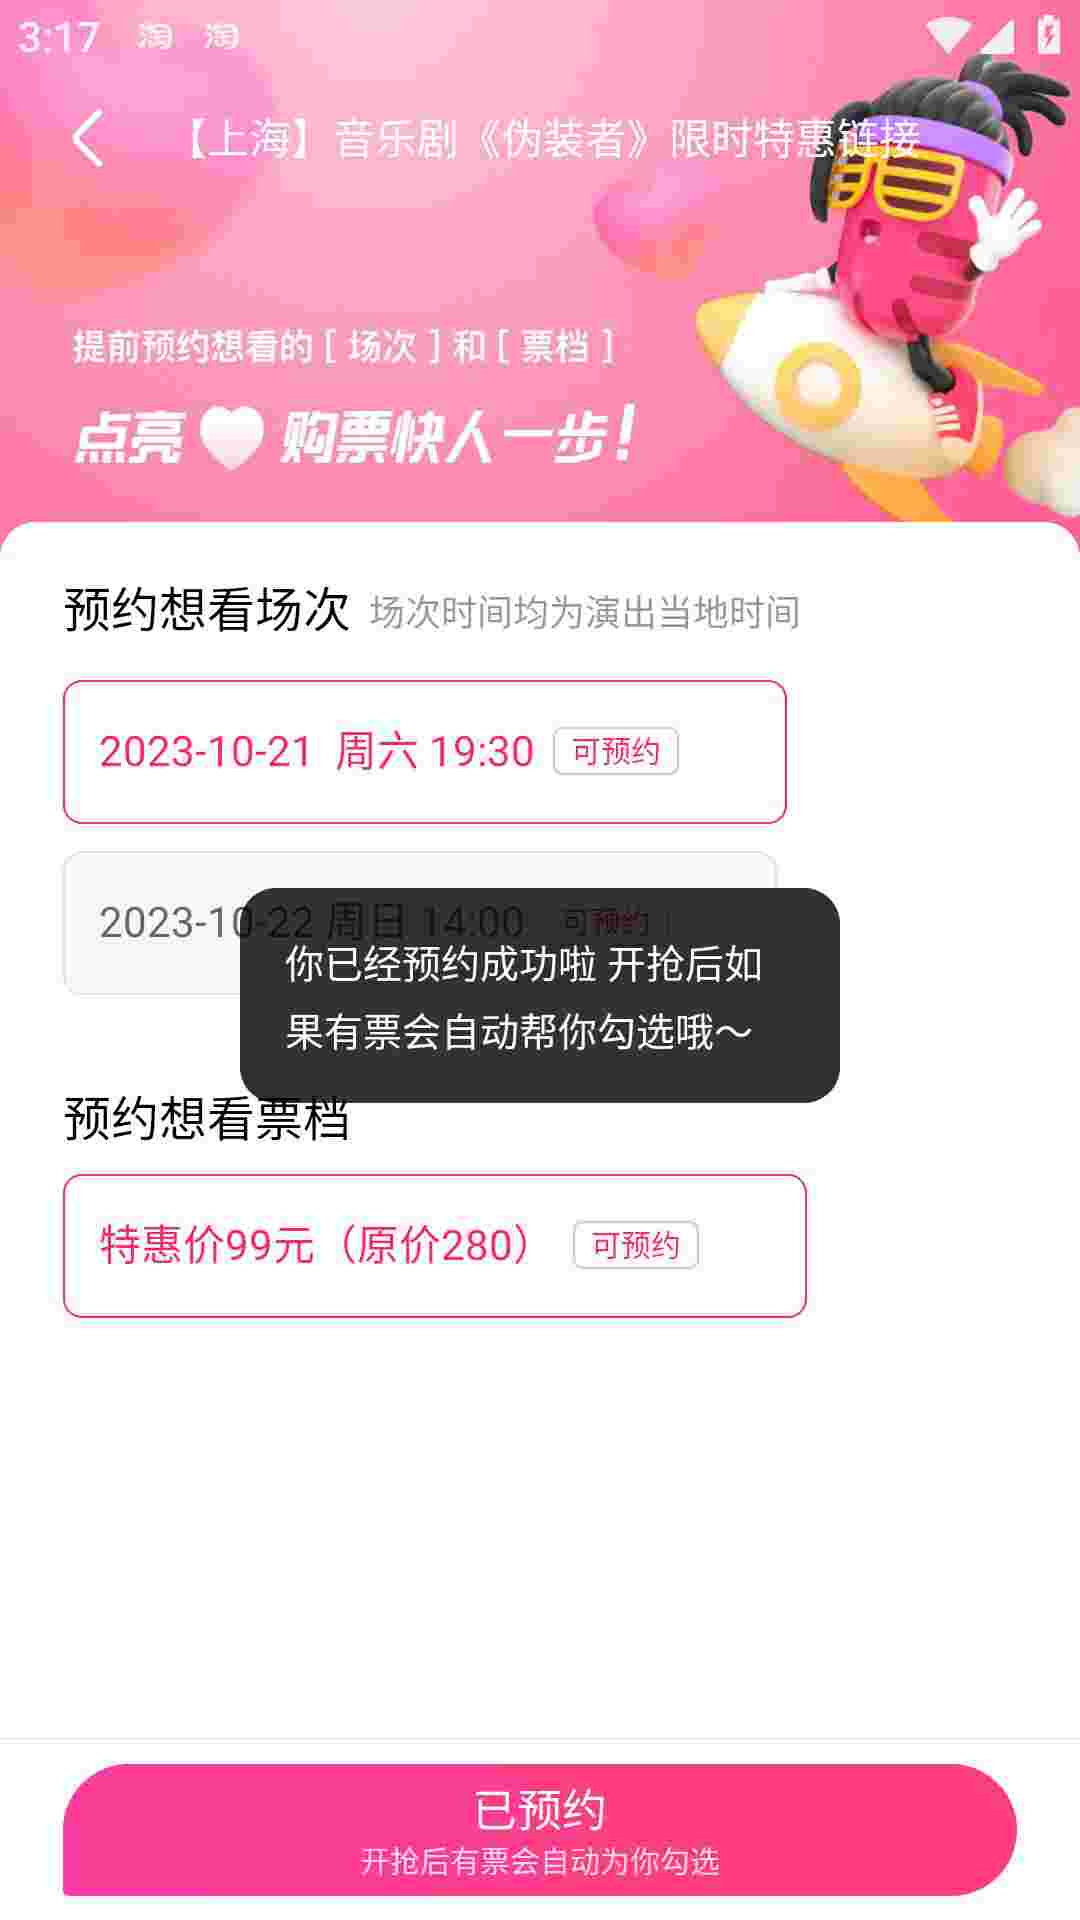 3:17 淘 淘
【上海】音乐剧《伪装者》限时特惠链接
提前预约想看的 [ 场次 ] 和 [ 票档 ]
点亮 购票快人一步！
预约想看场次 场次时间均为演出当地时间
2023-10-21 周六 19:30 可预约
2023-10-22 周日 14:00 可预约
你已经预约成功啦 开抢后如
果有票会自动帮你勾选哦～
预约想看票档
特惠价99元（原价280） 可预约
已预约
开抢后有票会自动为你勾选